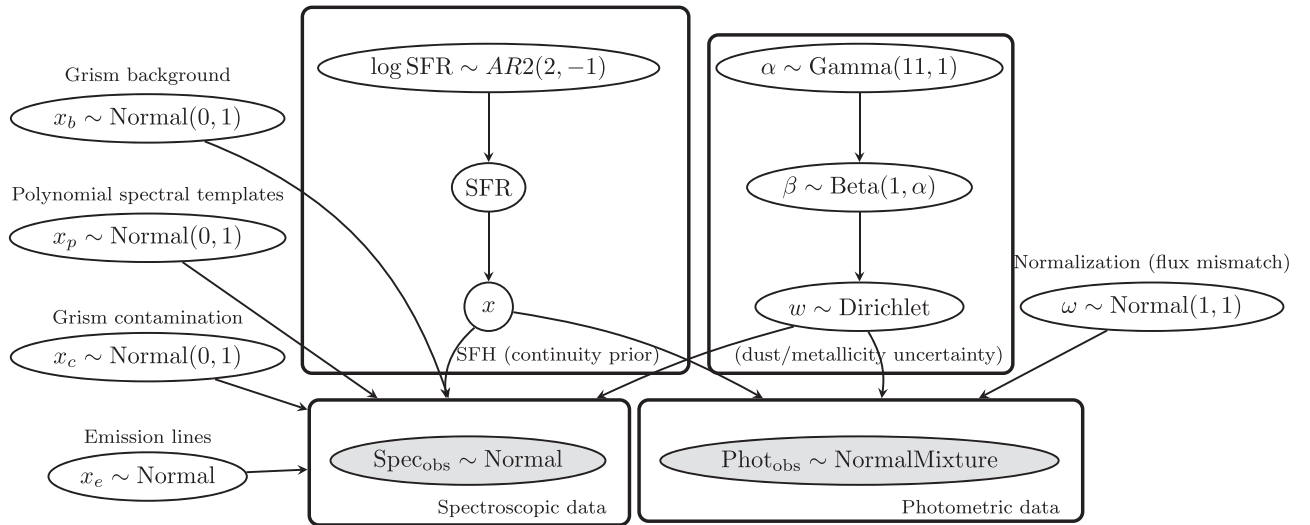 log SFR ∼ AR2(2, −1)
α ∼ Gamma(11, 1)
Grism background
x_b ∼ Normal(0, 1)
SFR
β ∼ Beta(1, α)
Polynomial spectral templates
x_p ∼ Normal(0, 1)
Normalization (flux mismatch)
x
w ∼ Dirichlet
ω ∼ Normal(1, 1)
Grism contamination
x_c ∼ Normal(0, 1)
SFH (continuity prior)
(dust/metallicity uncertainty)
Emission lines
x_e ∼ Normal
Spec_obs ∼ Normal
Phot_obs ∼ NormalMixture
Spectroscopic data
Photometric data